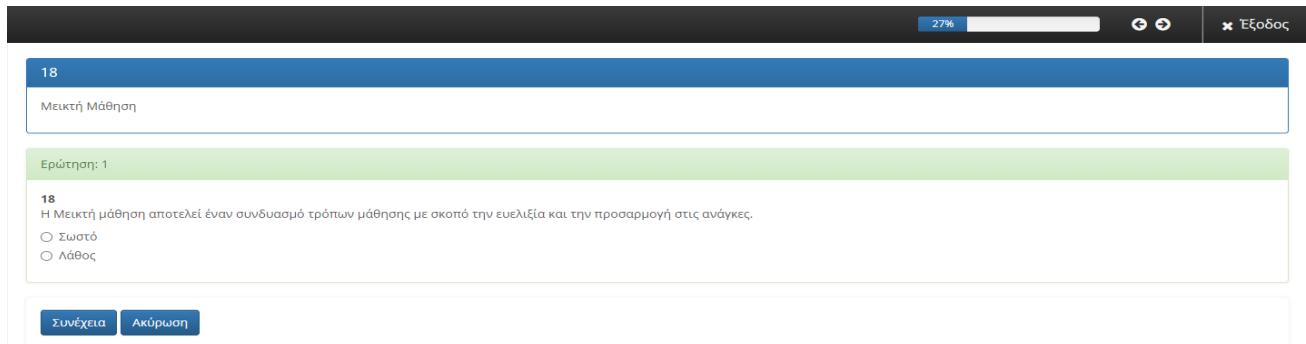 27%
Έξοδος
18
Μεικτή Μάθηση
Ερώτηση: 1
18
Η Μεικτή μάθηση αποτελεί έναν συνδυασμό τρόπων μάθησης με σκοπό την ευελιξία και την προσαρμογή στις ανάγκες.
Σωστό
Λάθος
Συνέχεια Ακύρωση